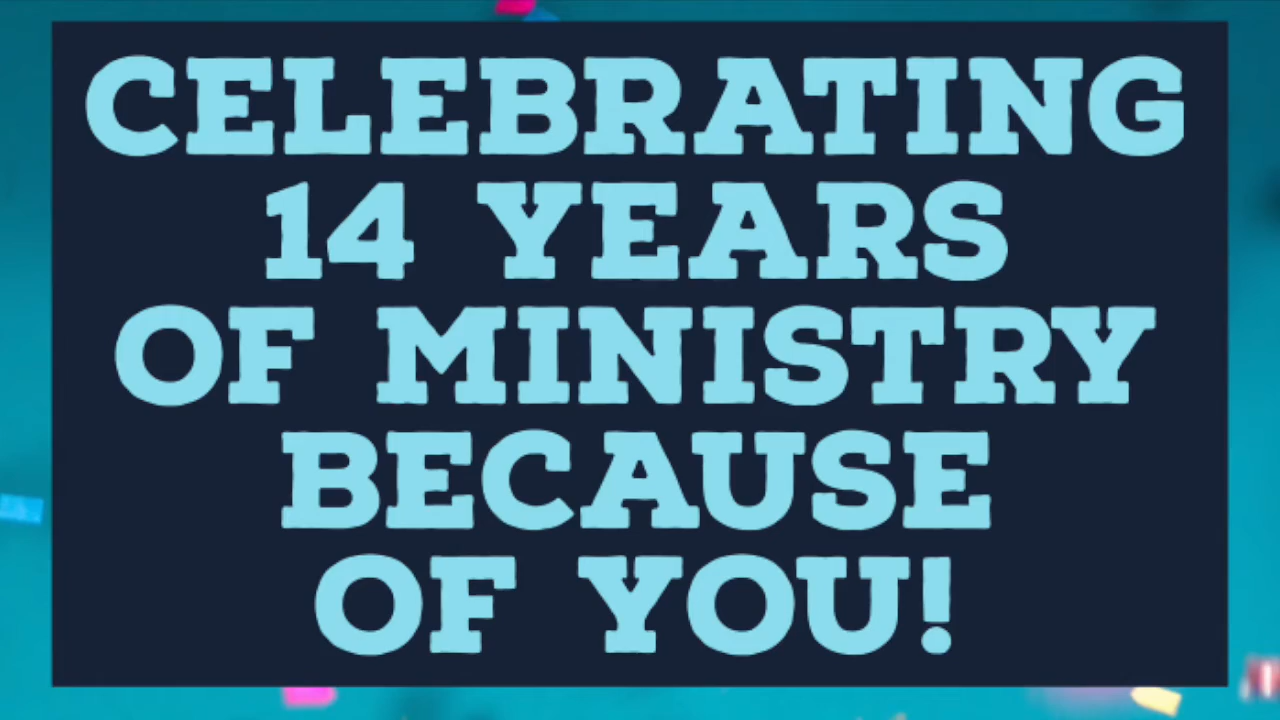 CELEBRATING
14 YEARS
OF MINISTRY
BECAUSE
OF YOU!